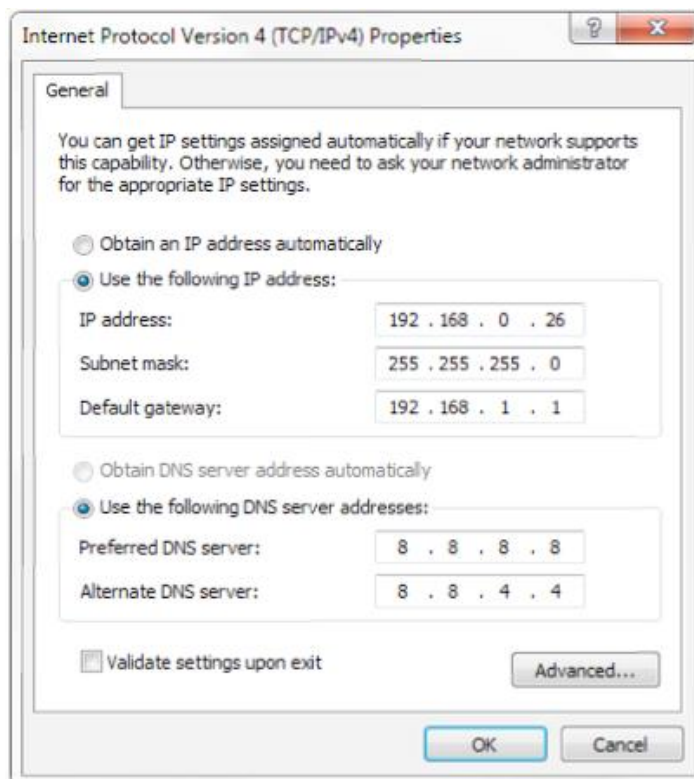 Internet Protocol Version 4 (TCP/IPv4) Properties
General
You can get IP settings assigned automatically if your network supports
this capability. Otherwise, you need to ask your network administrator
for the appropriate IP settings.
Obtain an IP address automatically
Use the following IP address:
IP address: 192 . 168 . 0 . 26
Subnet mask: 255 . 255 . 255 . 0
Default gateway: 192 . 168 . 1 . 1
Obtain DNS server address automatically
Use the following DNS server addresses:
Preferred DNS server: 8 . 8 . 8 . 8
Alternate DNS server: 8 . 8 . 4 . 4
Validate settings upon exit
Advanced...
OK Cancel